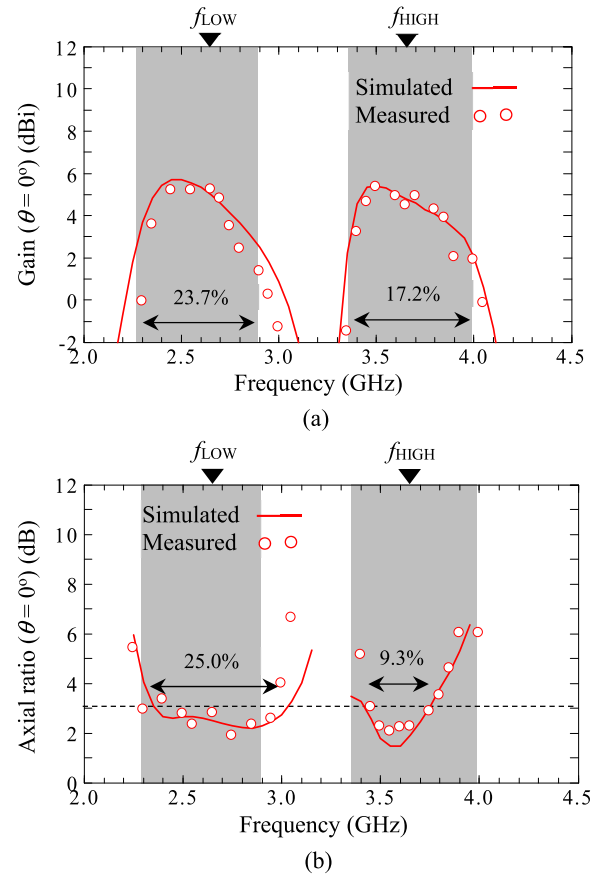 fLOW fHIGH
12
10
8
6
4
2
0
-2
Gain (θ = 0°) (dBi)
Simulated
Measured
23.7%
17.2%
2.0 2.5 3.0 3.5 4.0 4.5
Frequency (GHz)
(a)
fLOW fHIGH
12
10
8
6
4
2
0
Axial ratio (θ = 0°) (dB)
Simulated
Measured
25.0%
9.3%
2.0 2.5 3.0 3.5 4.0 4.5
Frequency (GHz)
(b)